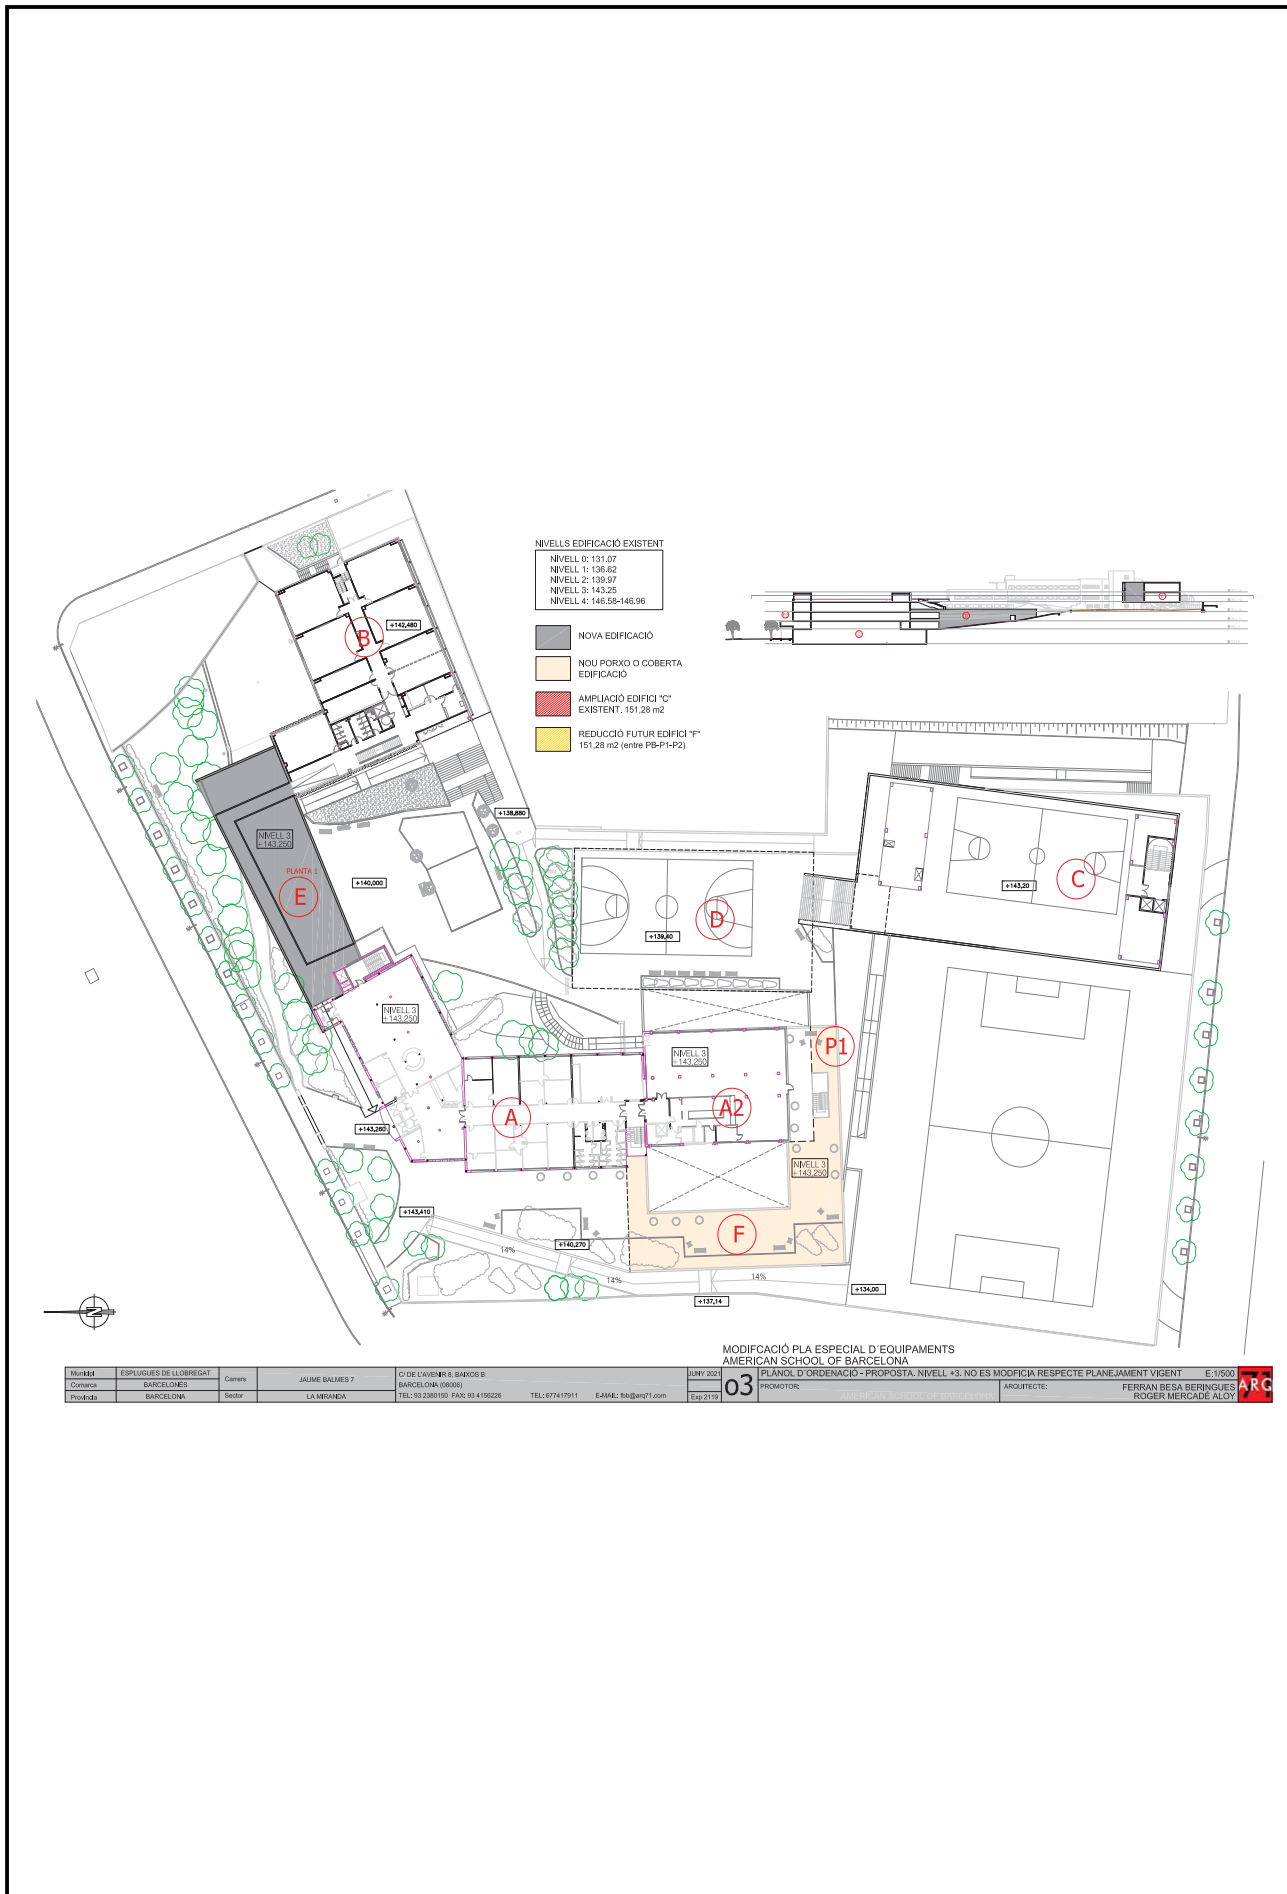 NIVELLS EDIFICACIÓ EXISTENT
NIVELL 0: 131.07
NIVELL 1: 136.62
NIVELL 2: 139.97
NIVELL 3: 143.25
NIVELL 4: 146.58-146.96
NOVA EDIFICACIÓ
NOU PORXO O COBERTA
EDIFICACIÓ
AMPLIACIÓ EDIFICI "C"
EXISTENT. 151,28 m2
REDUCCIÓ FUTUR EDIFICI "F"
151,28 m2 (entre PB-P1-P2)
B
+142,480
+138,880
NIVELL 3
+143,250
PLANTA 1
E
+140,000
D
+139,40
C
+143,20
NIVELL 3
+143,250
NIVELL 3
+143,250
P1
A
A2
+143,260
NIVELL 3
+143,250
+143,410
F
+140,270
14%
14%
14%
+137,14
+134,00
MODIFCACIÓ PLA ESPECIAL D´EQUIPAMENTS
AMERICAN SCHOOL OF BARCELONA
Municipi ESPLUGUES DE LLOBREGAT
Comarca BARCELONÈS
Provincia BARCELONA
Carrers JAUME BALMES 7
Sector LA MIRANDA
C/ DE L'AVENIR 8, BAIXOS B
BARCELONA (08006)
TEL: 93 2380150 FAX: 93 4156226 TEL: 677417911 E-MAIL: fbb@arq71.com
JUNY 2021
Exp 2119
o3
PLÀNOL D´ORDENACIÓ - PROPOSTA. NIVELL +3. NO ES MODFICIA RESPECTE PLANEJAMENT VIGENT E:1/500
PROMOTOR: AMERICAN SCHOOL OF BARCELONA
ARQUITECTE: FERRAN BESA BERINGUES
ROGER MERCADÉ ALOY
71
ARQ